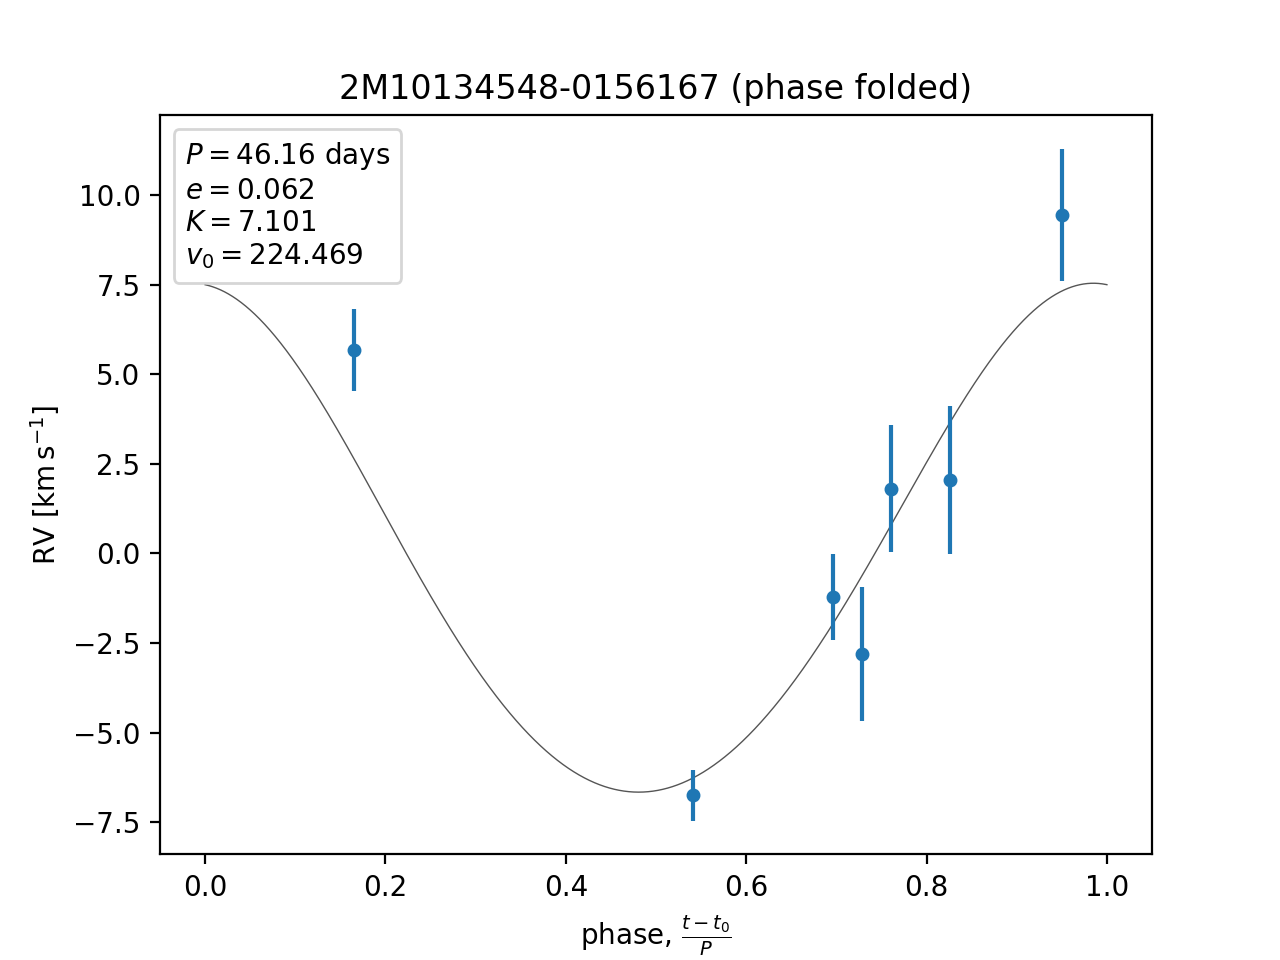 2M10134548-0156167 (phase folded)
P = 46.16 days
e = 0.062
K = 7.101
v₀ = 224.469
10.0
7.5
5.0
2.5
0.0
−2.5
−5.0
−7.5
RV [km s⁻¹]
0.0 0.2 0.4 0.6 0.8 1.0
phase, (t − t₀)/P